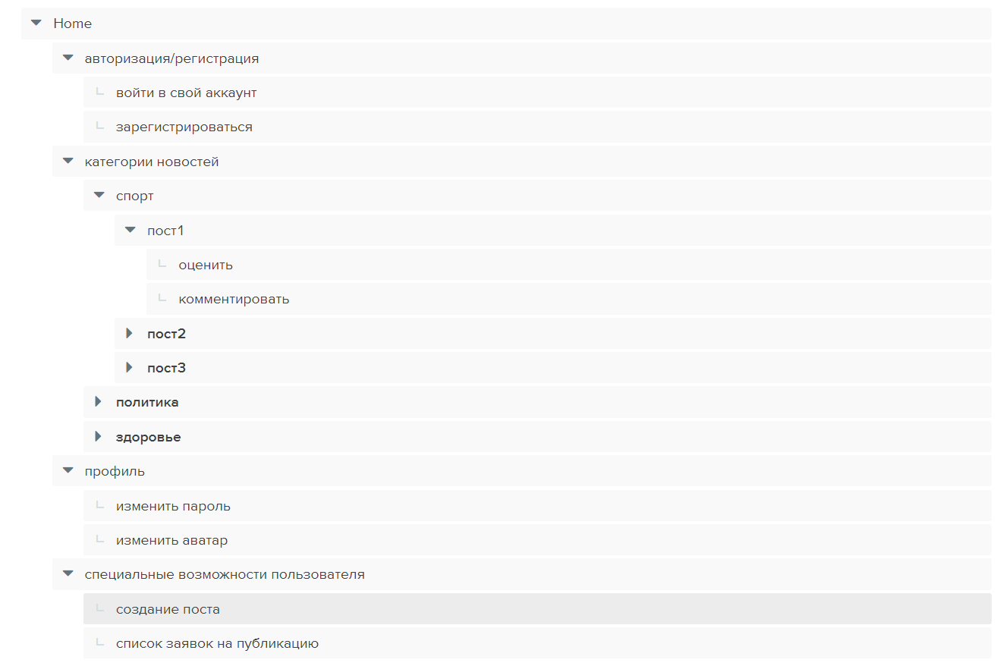 Home
авторизация/регистрация
войти в свой аккаунт
зарегистрироваться
категории новостей
спорт
пост1
оценить
комментировать
пост2
пост3
политика
здоровье
профиль
изменить пароль
изменить аватар
специальные возможности пользователя
создание поста
список заявок на публикацию